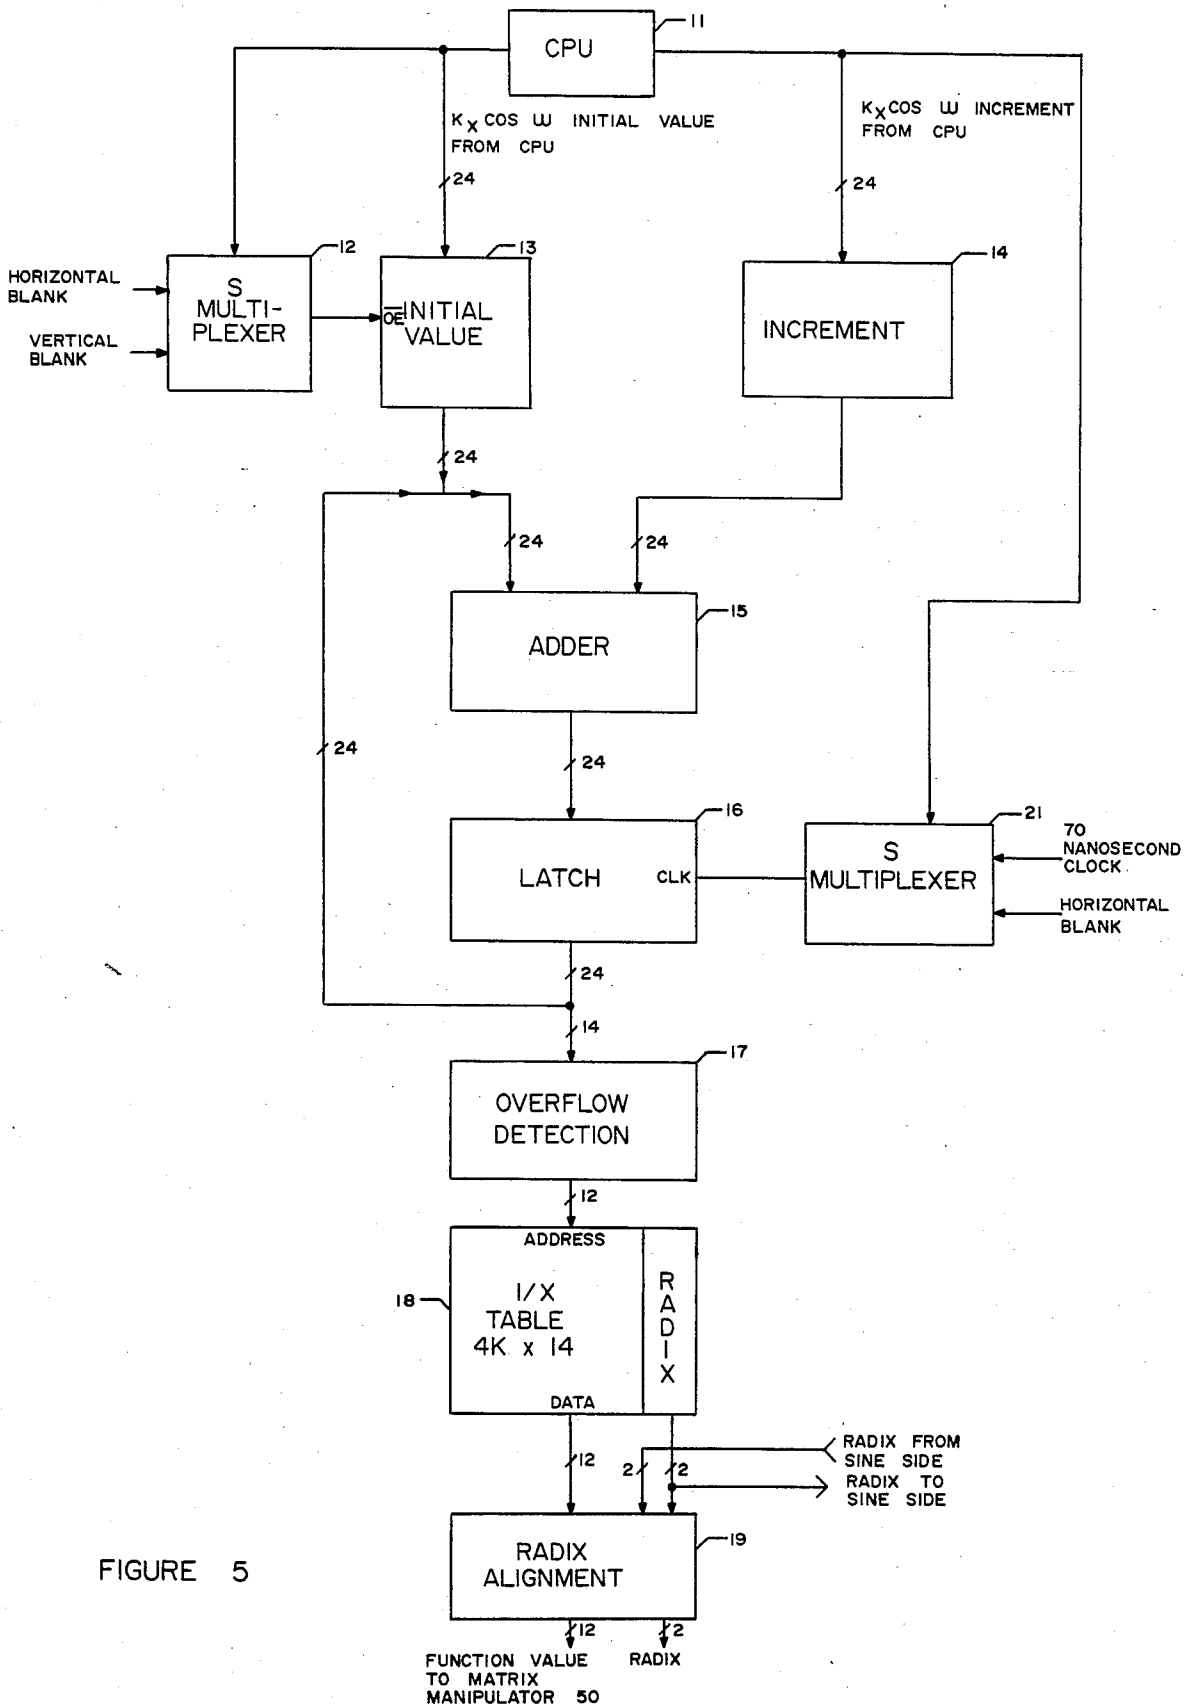 11
CPU
K X COS ω INITIAL VALUE
FROM CPU
K X COS ω INCREMENT
FROM CPU
24
24
12
13
14
HORIZONTAL
BLANK
VERTICAL
BLANK
S
MULTI-
PLEXER
OE
INITIAL
VALUE
INCREMENT
24
24
24
15
ADDER
24
24
16
LATCH
CLK
21
S
MULTIPLEXER
70
NANOSECOND
CLOCK
HORIZONTAL
BLANK
24
14
17
OVERFLOW
DETECTION
12
ADDRESS
18
1/X
TABLE
4K x 14
RADIX
DATA
12
2
2
RADIX FROM
SINE SIDE
RADIX TO
SINE SIDE
19
RADIX
ALIGNMENT
FIGURE 5
12
2
FUNCTION VALUE
TO MATRIX
MANIPULATOR 50
RADIX